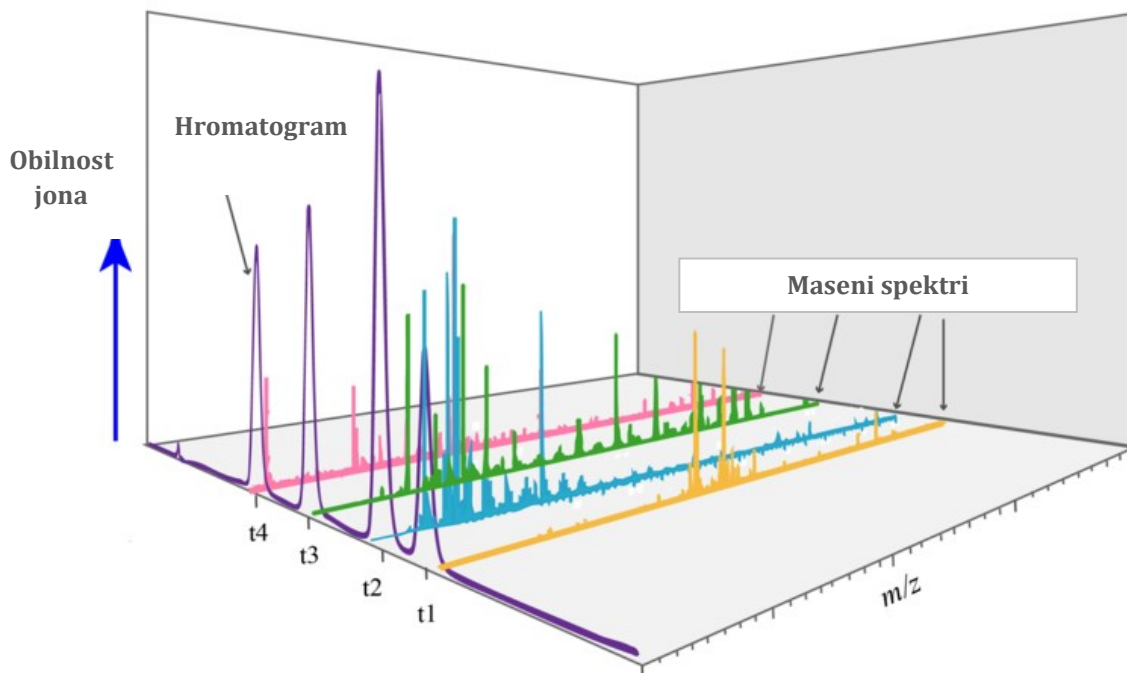 Hromatogram
Obilnost
jona
Maseni spektri
t4
t3
t2
t1
m/z